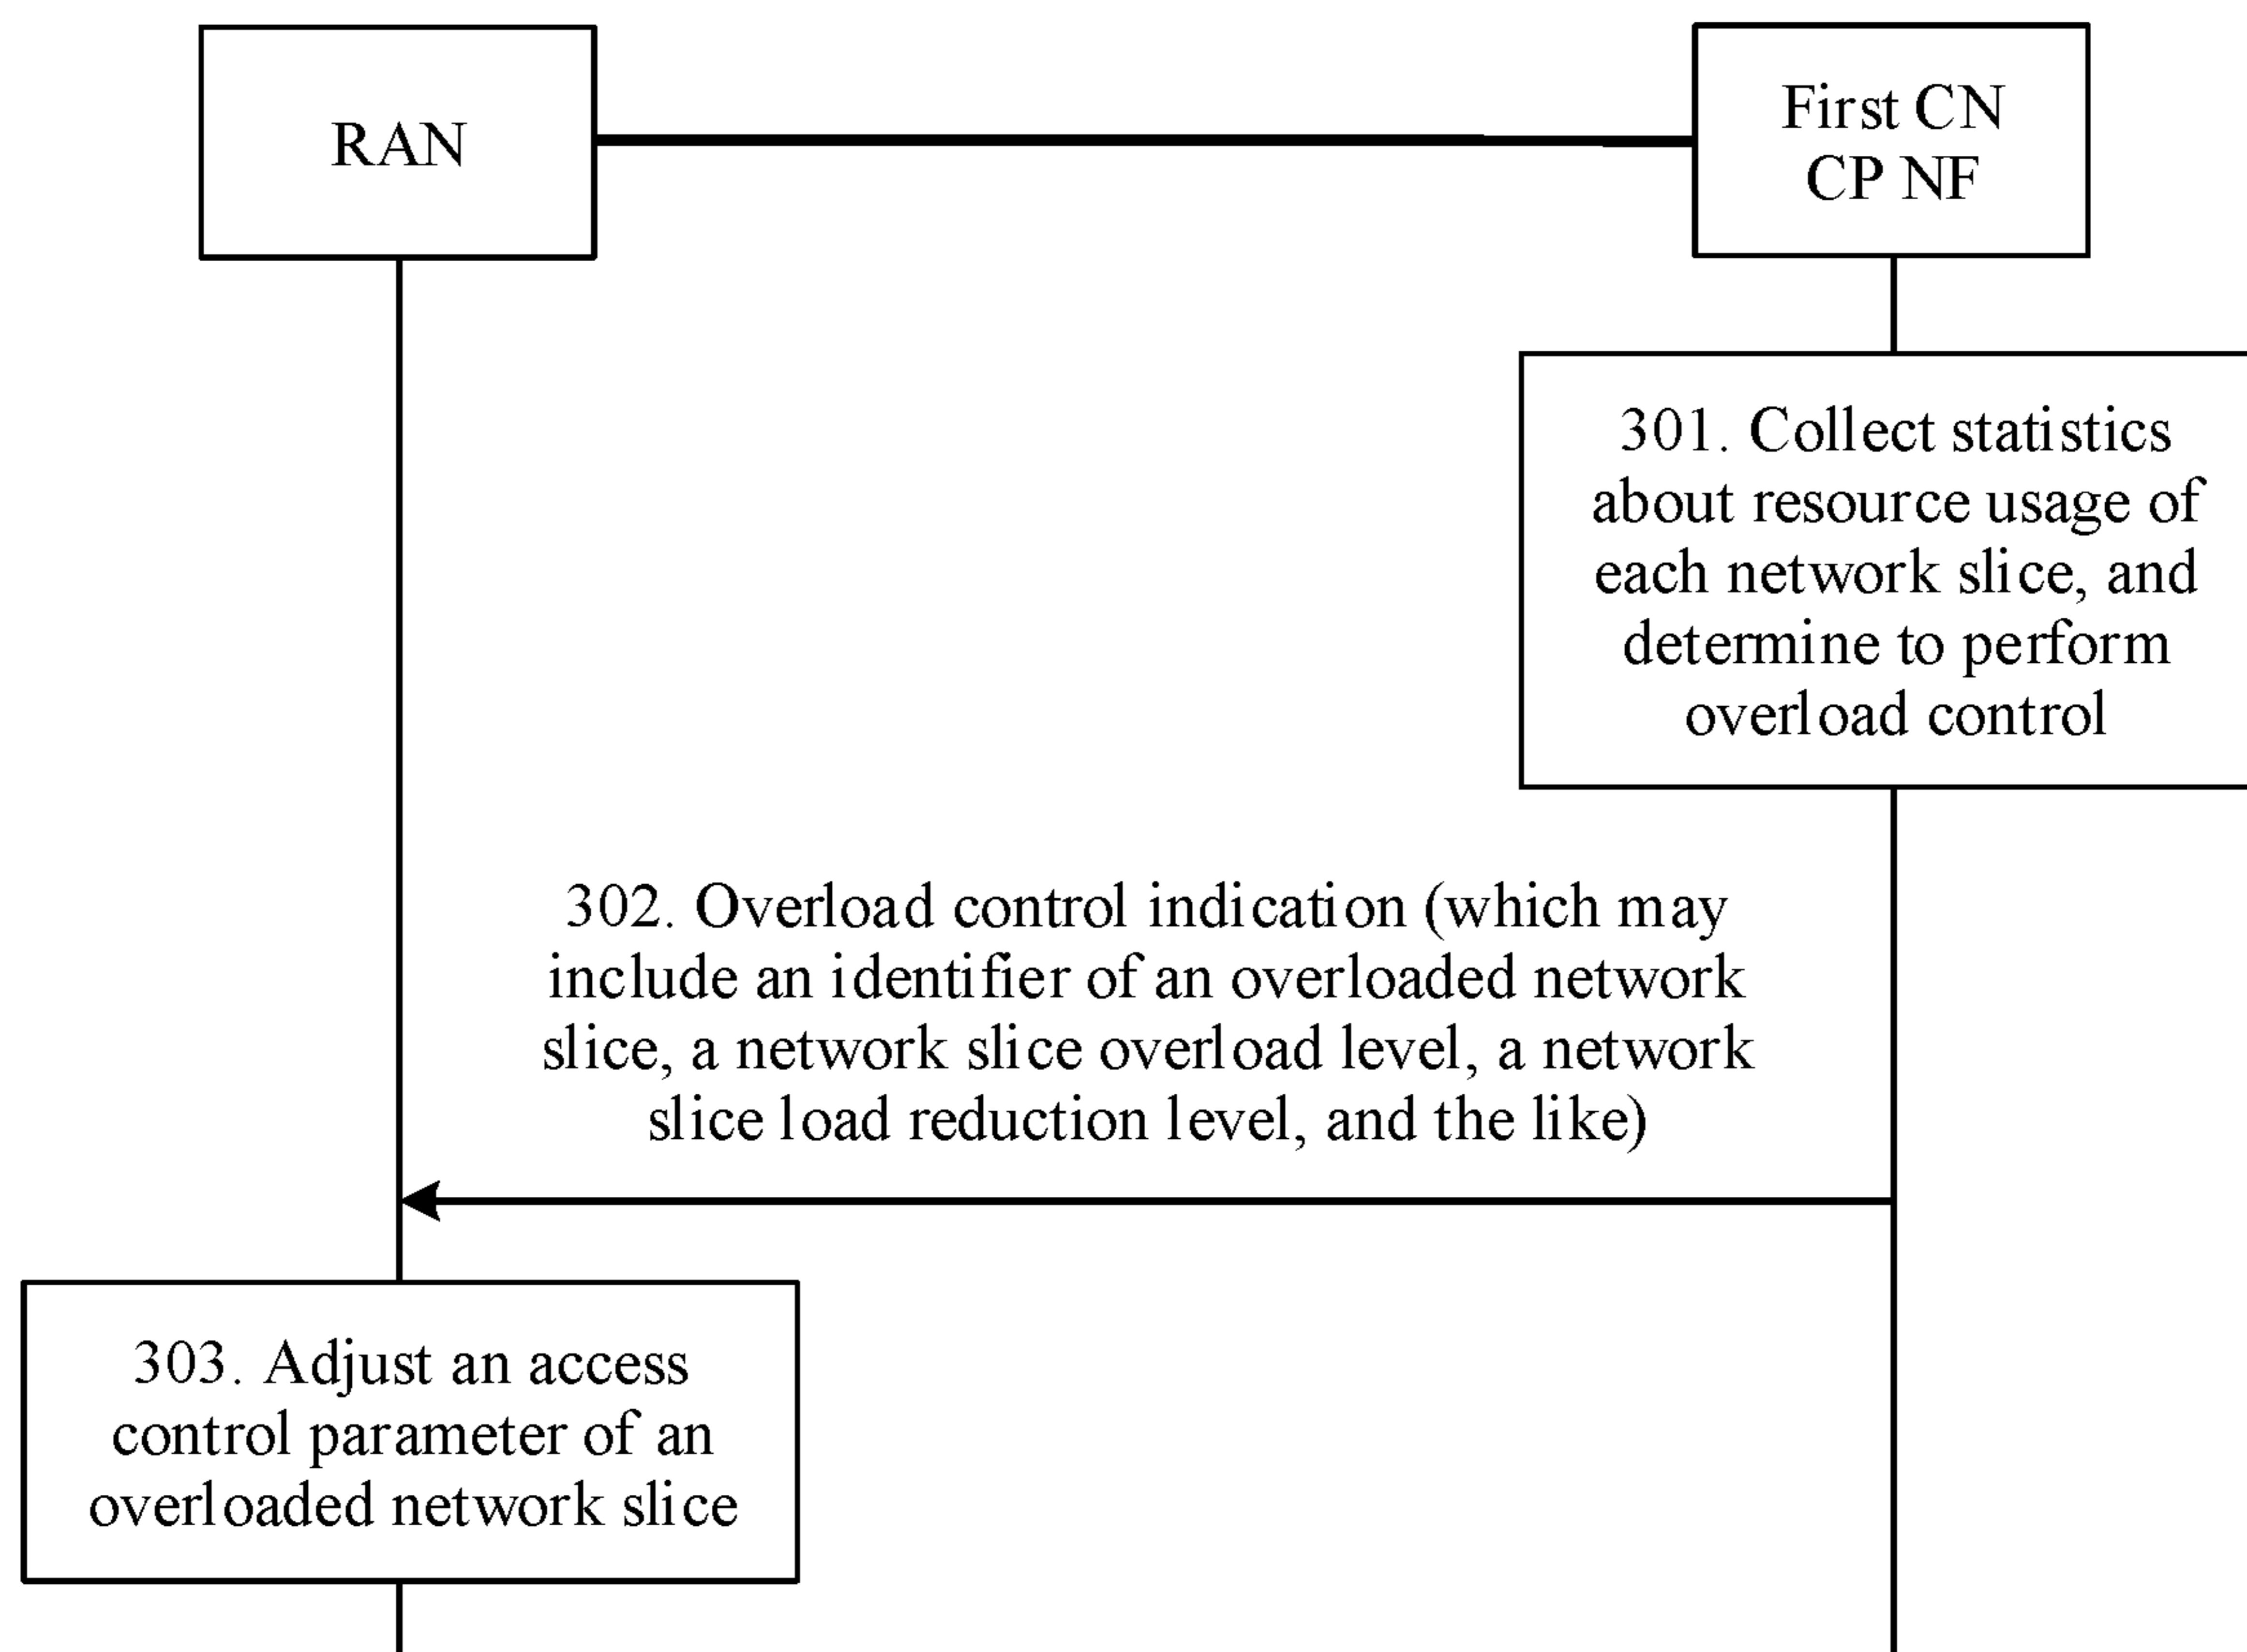 RAN
First CN
CP NF
301. Collect statistics
about resource usage of
each network slice, and
determine to perform
overload control
302. Overload control indication (which may
include an identifier of an overloaded network
slice, a network slice overload level, a network
slice load reduction level, and the like)
303. Adjust an access
control parameter of an
overloaded network slice